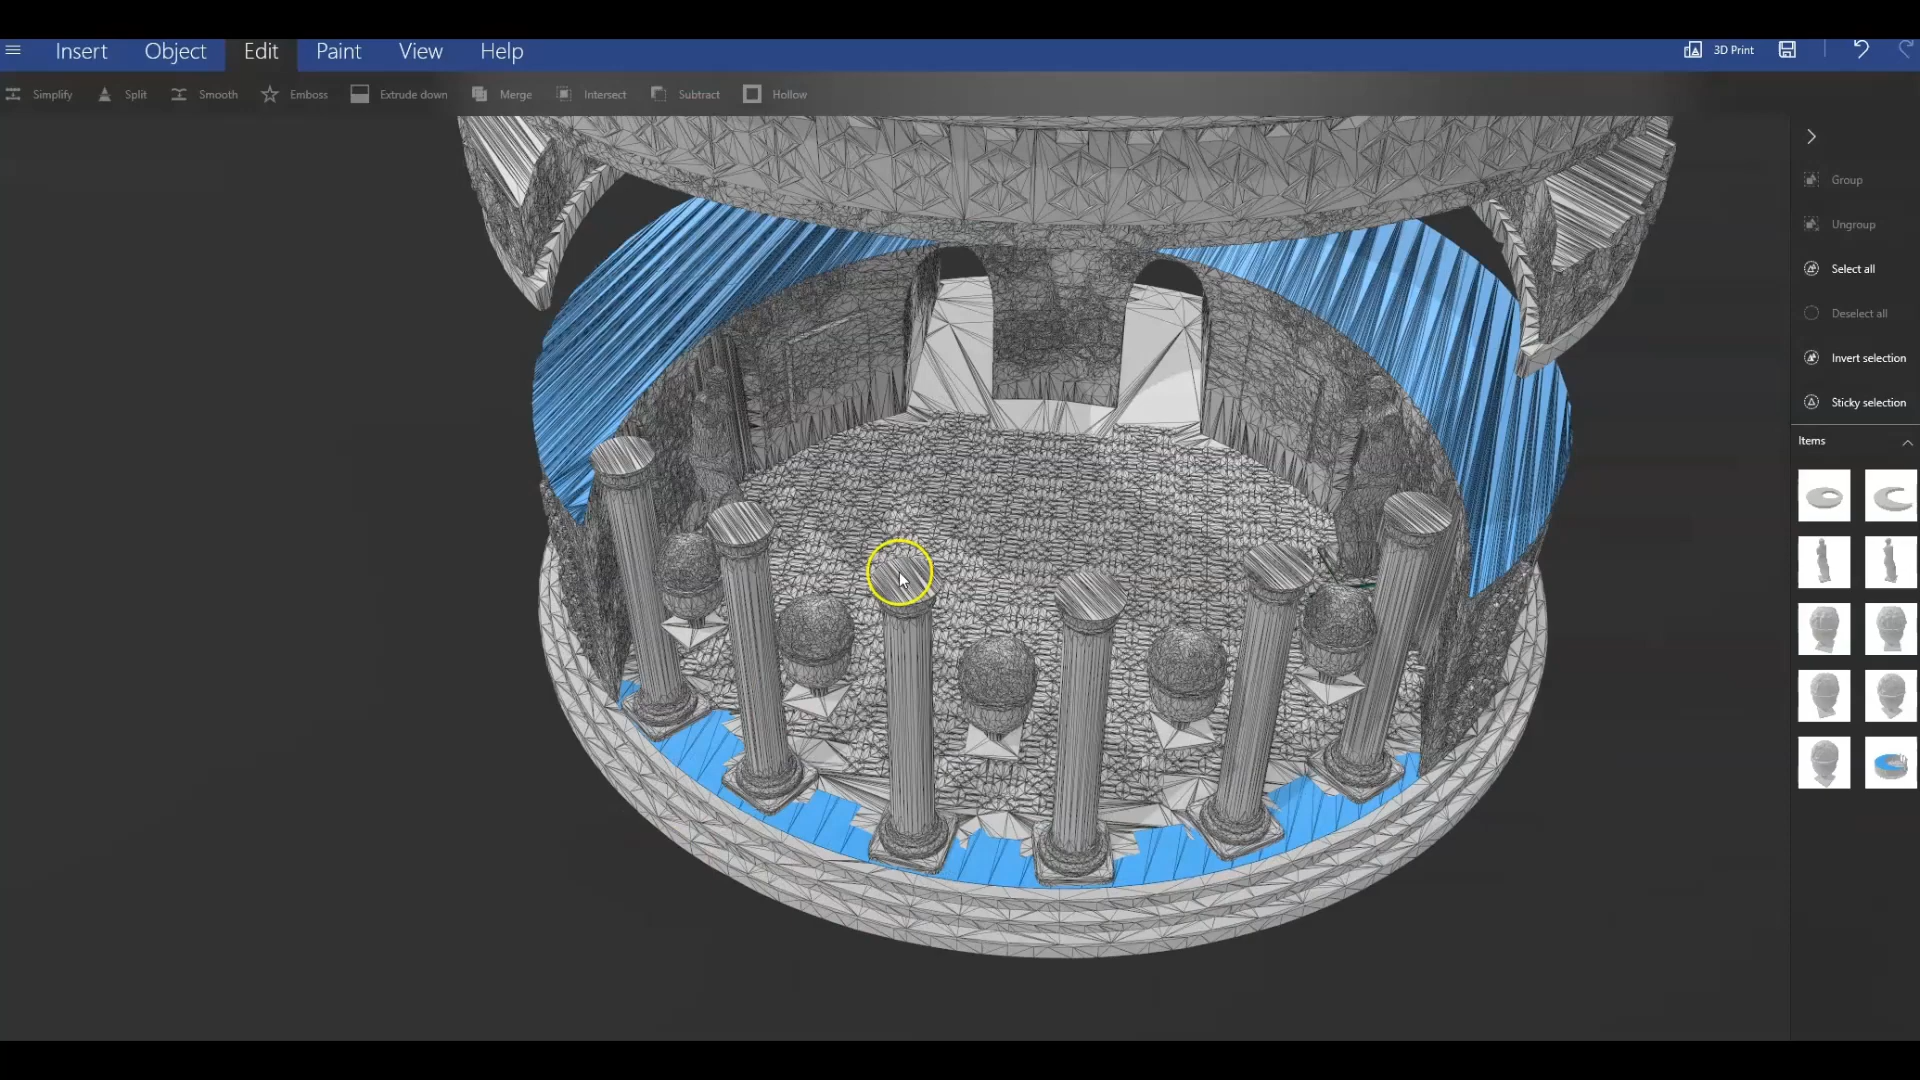 Insert Object Edit Paint View Help 3D Print
Simplify Split Smooth Emboss Extrude down Merge Intersect Subtract Hollow
Group
Ungroup
Select all
Deselect all
Invert selection
Sticky selection
Items